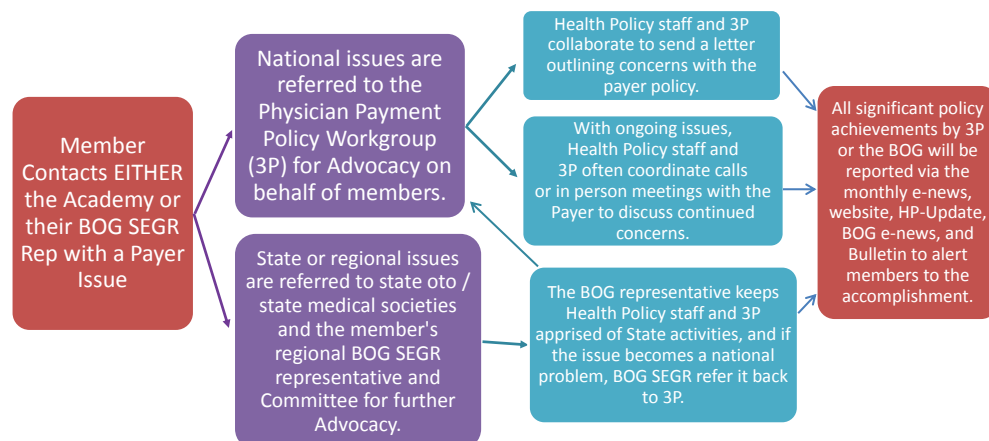 Member
Contacts EITHER
the Academy or
their BOG SEGR
Rep with a Payer
Issue
National issues are
referred to the
Physician Payment
Policy Workgroup
(3P) for Advocacy on
behalf of members.
State or regional issues
are referred to state oto /
state medical societies
and the member's
regional BOG SEGR
representative and
Committee for further
Advocacy.
Health Policy staff and 3P
collaborate to send a letter
outlining concerns with the
payer policy.
With ongoing issues,
Health Policy staff and
3P often coordinate calls
or in person meetings with the
Payer to discuss continued
concerns.
The BOG representative keeps
Health Policy staff and 3P
apprised of State activities, and if
the issue becomes a national
problem, BOG SEGR refer it back
to 3P.
All significant policy
achievements by 3P
or the BOG will be
reported via the
monthly e-news,
website, HP-Update,
BOG e-news, and
Bulletin to alert
members to the
accomplishment.